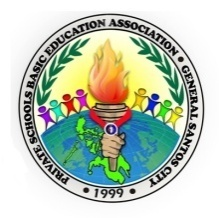 PRIVATE SCHOOLS BASIC EDUCATION ASSOCIATION • GENERAL SANTOS CITY
• 1999 •